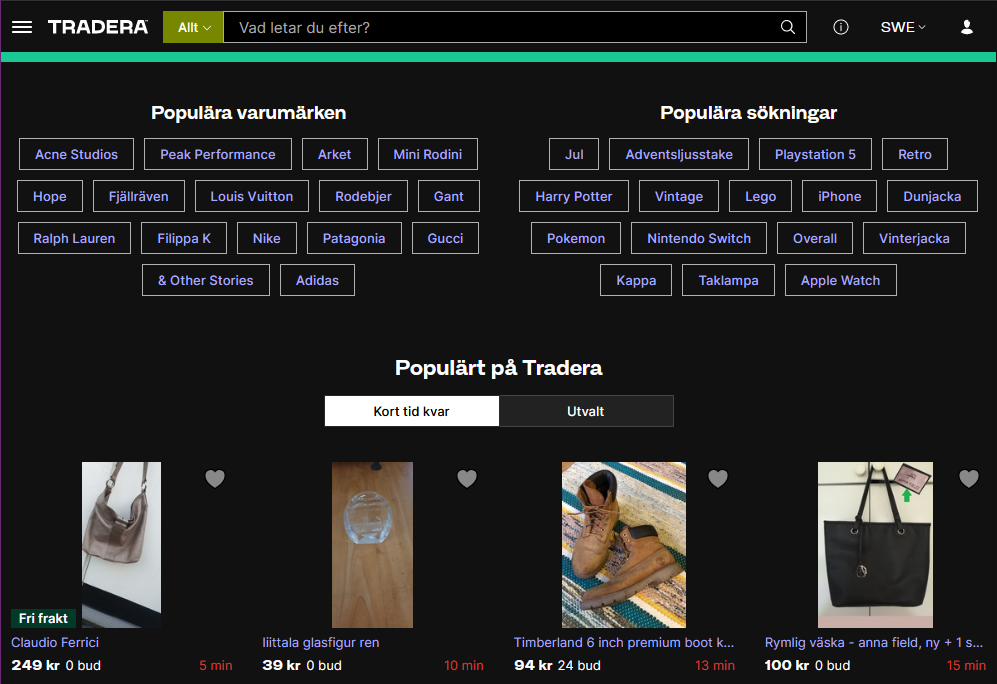 TRADERA Allt Vad letar du efter? SWE
Populära varumärken
Acne Studios Peak Performance Arket Mini Rodini
Hope Fjällräven Louis Vuitton Rodebjer Gant
Ralph Lauren Filippa K Nike Patagonia Gucci
& Other Stories Adidas
Populära sökningar
Jul Adventsljusstake Playstation 5 Retro
Harry Potter Vintage Lego iPhone Dunjacka
Pokemon Nintendo Switch Overall Vinterjacka
Kappa Taklampa Apple Watch
Populärt på Tradera
Kort tid kvar Utvalt
Fri frakt
Claudio Ferrici
249 kr 0 bud 5 min
Iiittala glasfigur ren
39 kr 0 bud 10 min
Timberland 6 inch premium boot k...
94 kr 24 bud 13 min
Rymlig väska - anna field, ny + 1 s...
100 kr 0 bud 15 min